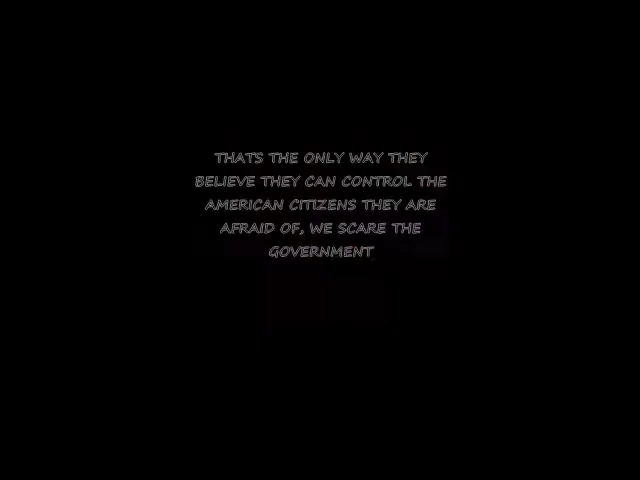 THATS THE ONLY WAY THEY
BELIEVE THEY CAN CONTROL THE
AMERICAN CITIZENS THEY ARE
AFRAID OF, WE SCARE THE
GOVERNMENT